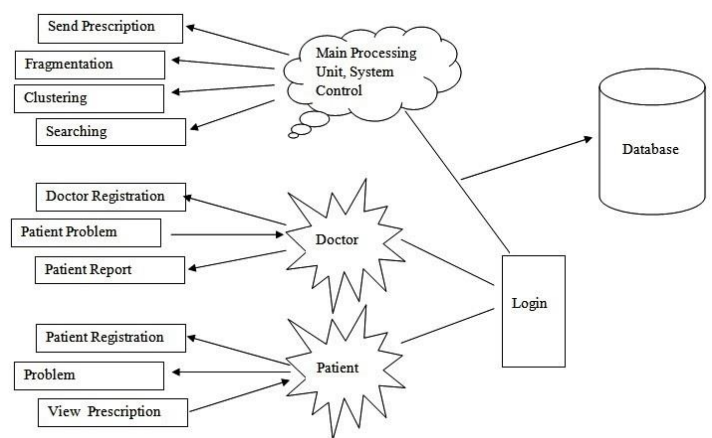 Send Prescription
Fragmentation
Clustering
Searching
Main Processing
Unit, System
Control
Database
Doctor Registration
Patient Problem
Patient Report
Doctor
Login
Patient Registration
Problem
View Prescription
Patient